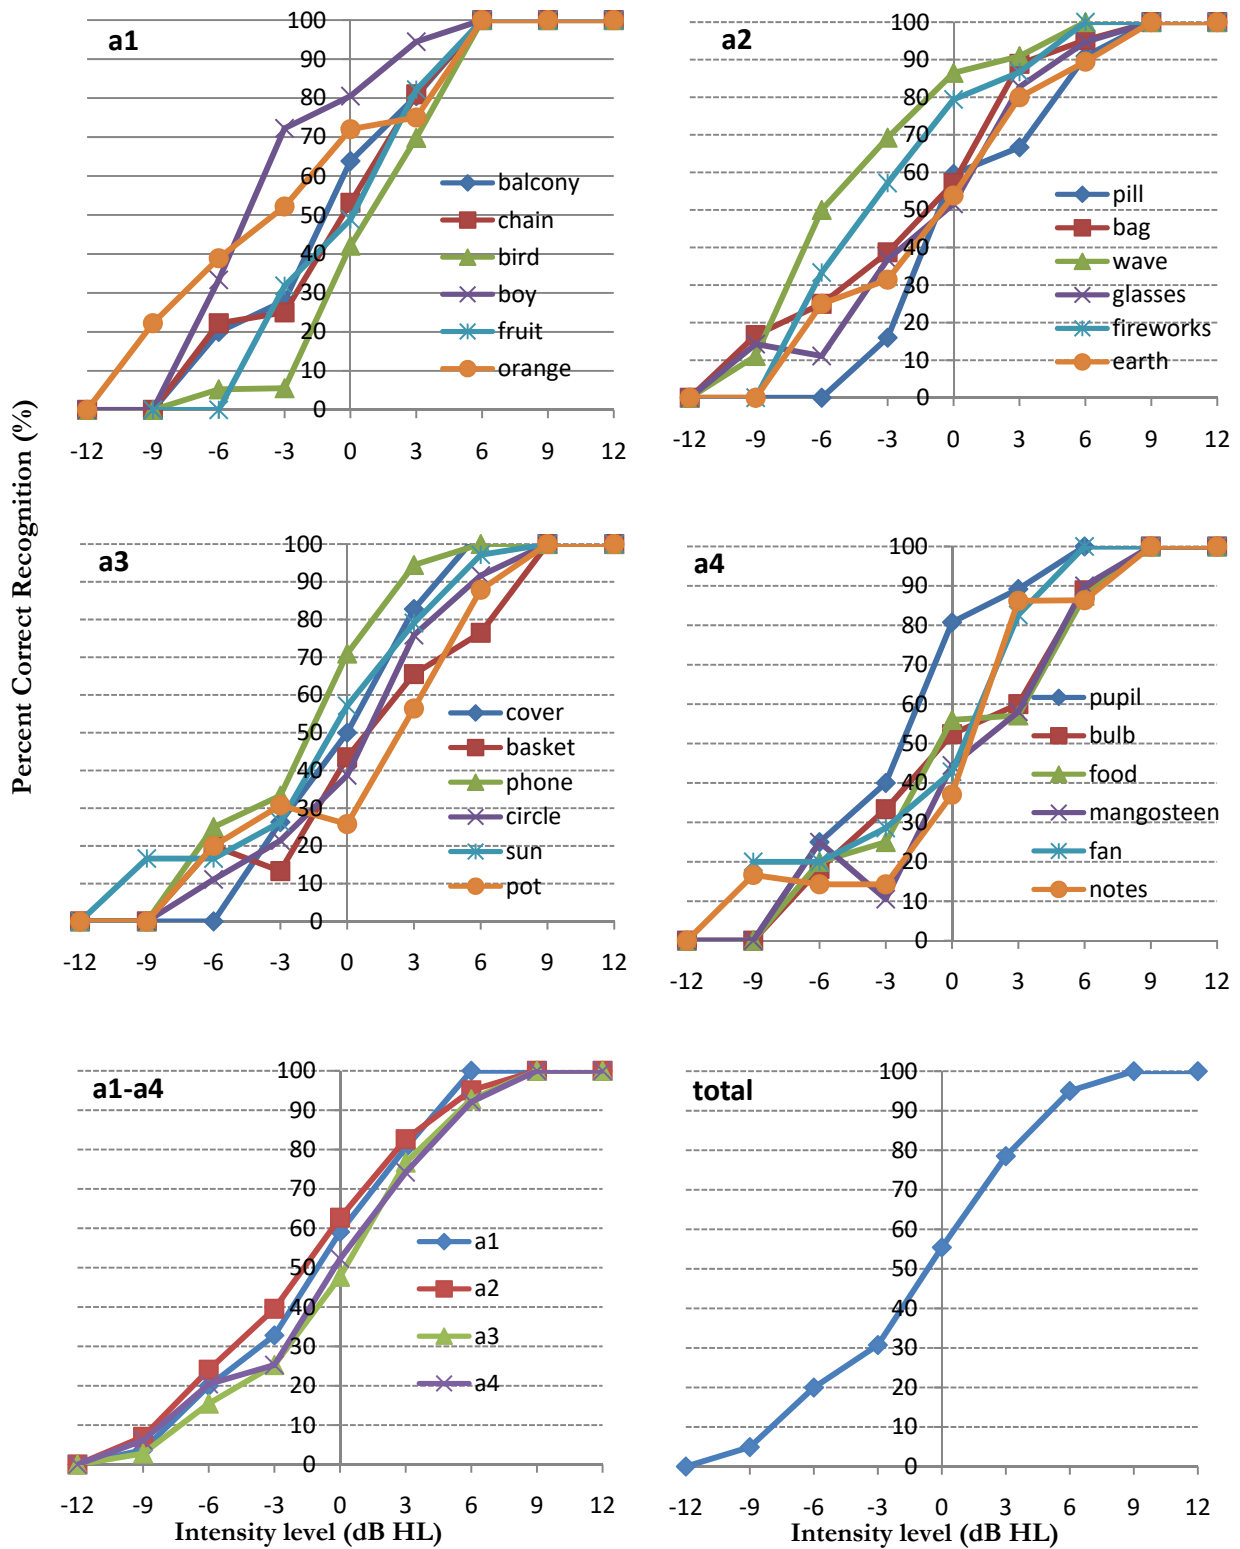 Percent Correct Recognition (%)
a1
100
90
80
70
60
50
40
30
20
10
0
-12 -9 -6 -3 0 3 6 9 12
balcony
chain
bird
boy
fruit
orange
a2
100
90
80
70
60
50
40
30
20
10
0
-12 -9 -6 -3 0 3 6 9 12
pill
bag
wave
glasses
fireworks
earth
a3
100
90
80
70
60
50
40
30
20
10
0
-12 -9 -6 -3 0 3 6 9 12
cover
basket
phone
circle
sun
pot
a4
100
90
80
70
60
50
40
30
20
10
0
-12 -9 -6 -3 0 3 6 9 12
pupil
bulb
food
mangosteen
fan
notes
a1-a4
100
90
80
70
60
50
40
30
20
10
0
-12 -9 -6 -3 0 3 6 9 12
a1
a2
a3
a4
Intensity level (dB HL)
total
100
90
80
70
60
50
40
30
20
10
0
-12 -9 -6 -3 0 3 6 9 12
Intensity level (dB HL)